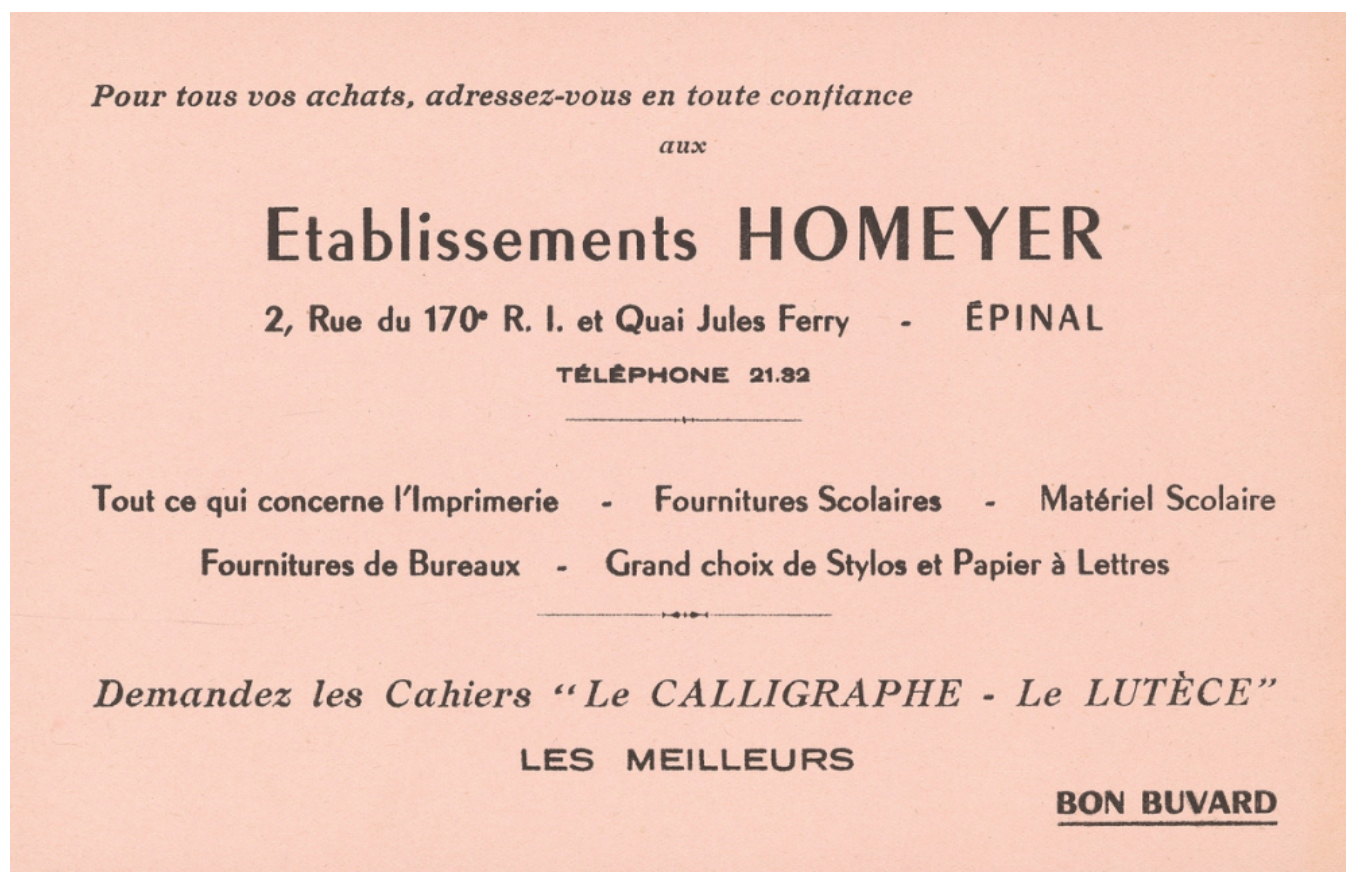 Pour tous vos achats, adressez-vous en toute confiance
aux
Etablissements HOMEYER
2, Rue du 170e R. I. et Quai Jules Ferry - ÉPINAL
TÉLÉPHONE 21.82
Tout ce qui concerne l'Imprimerie - Fournitures Scolaires - Matériel Scolaire
Fournitures de Bureaux - Grand choix de Stylos et Papier à Lettres
Demandez les Cahiers “Le CALLIGRAPHE - Le LUTÈCE”
LES MEILLEURS
BON BUVARD